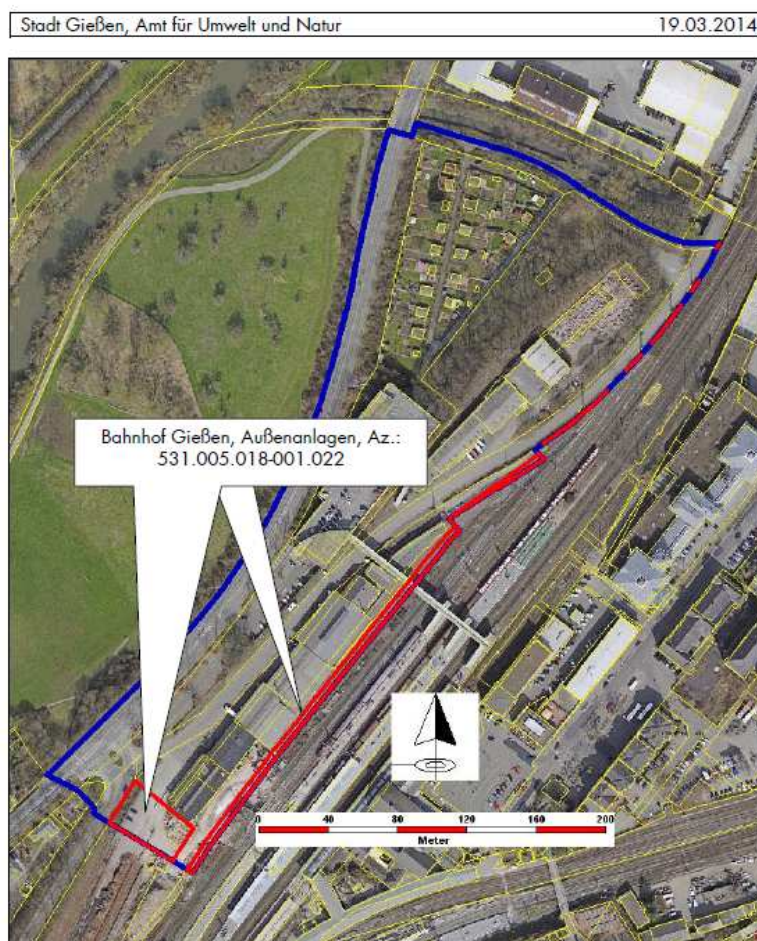 Stadt Gießen, Amt für Umwelt und Natur 19.03.2014
Bahnhof Gießen, Außenanlagen, Az.:
531.005.018-001.022
0 40 80 120 160 200
Meter